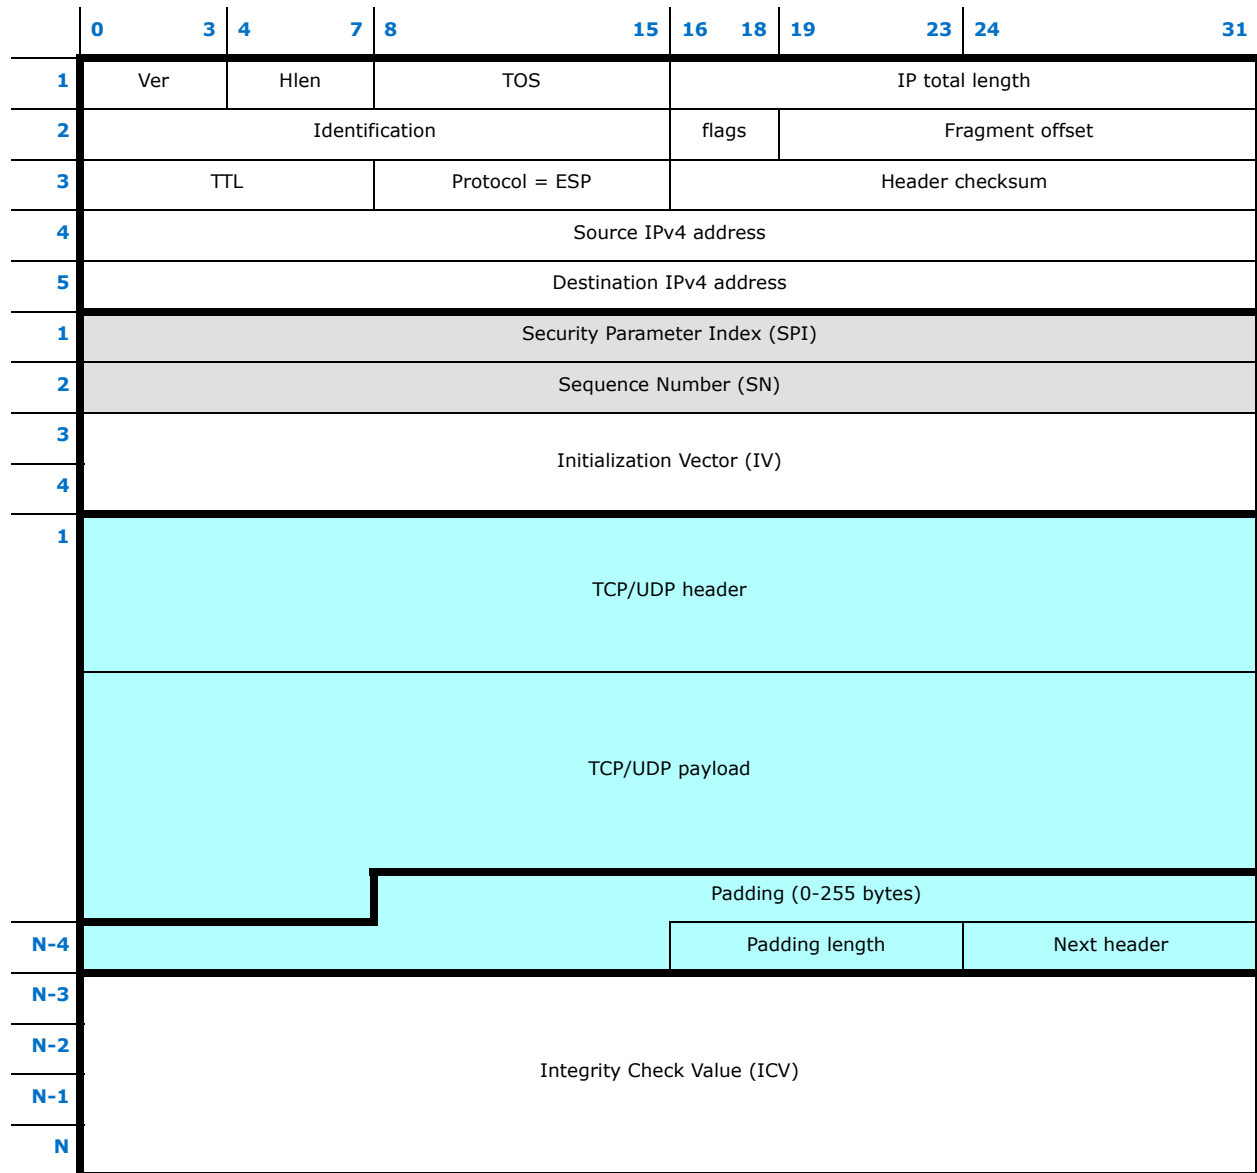 0 3 4 7 8 15 16 18 19 23 24 31
1 Ver Hlen TOS IP total length
2 Identification flags Fragment offset
3 TTL Protocol = ESP Header checksum
4 Source IPv4 address
5 Destination IPv4 address
1 Security Parameter Index (SPI)
2 Sequence Number (SN)
3
Initialization Vector (IV)
4
1
TCP/UDP header
TCP/UDP payload
Padding (0-255 bytes)
N-4 Padding length Next header
N-3
N-2
Integrity Check Value (ICV)
N-1
N